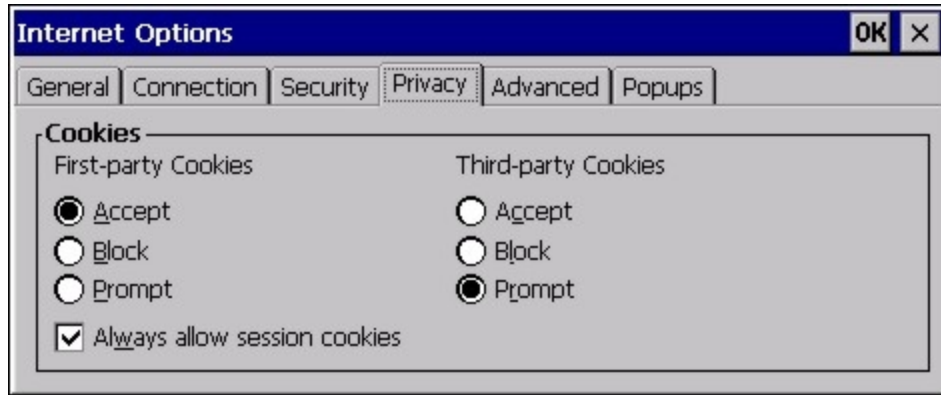 Internet Options OK ×
General Connection Security Privacy Advanced Popups
Cookies
First-party Cookies Third-party Cookies
Accept Accept
Block Block
Prompt Prompt
Always allow session cookies